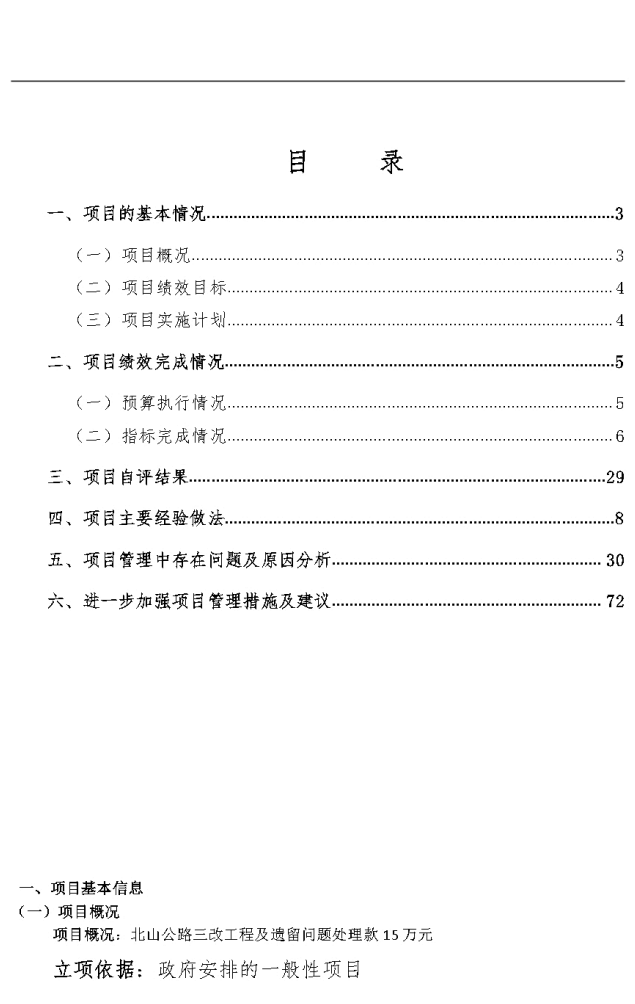 目 录
一、项目的基本情况..........3
（一）项目概况..........3
（二）项目绩效目标..........4
（三）项目实施计划..........4
二、项目绩效完成情况..........5
（一）预算执行情况..........5
（二）指标完成情况..........6
三、项目自评结果..........29
四、项目主要经验做法..........8
五、项目管理中存在问题及原因分析..........30
六、进一步加强项目管理措施及建议..........72
一、项目基本信息
（一）项目概况
项目概况：北山公路三改工程及遗留问题处理款15万元
立项依据：政府安排的一般性项目